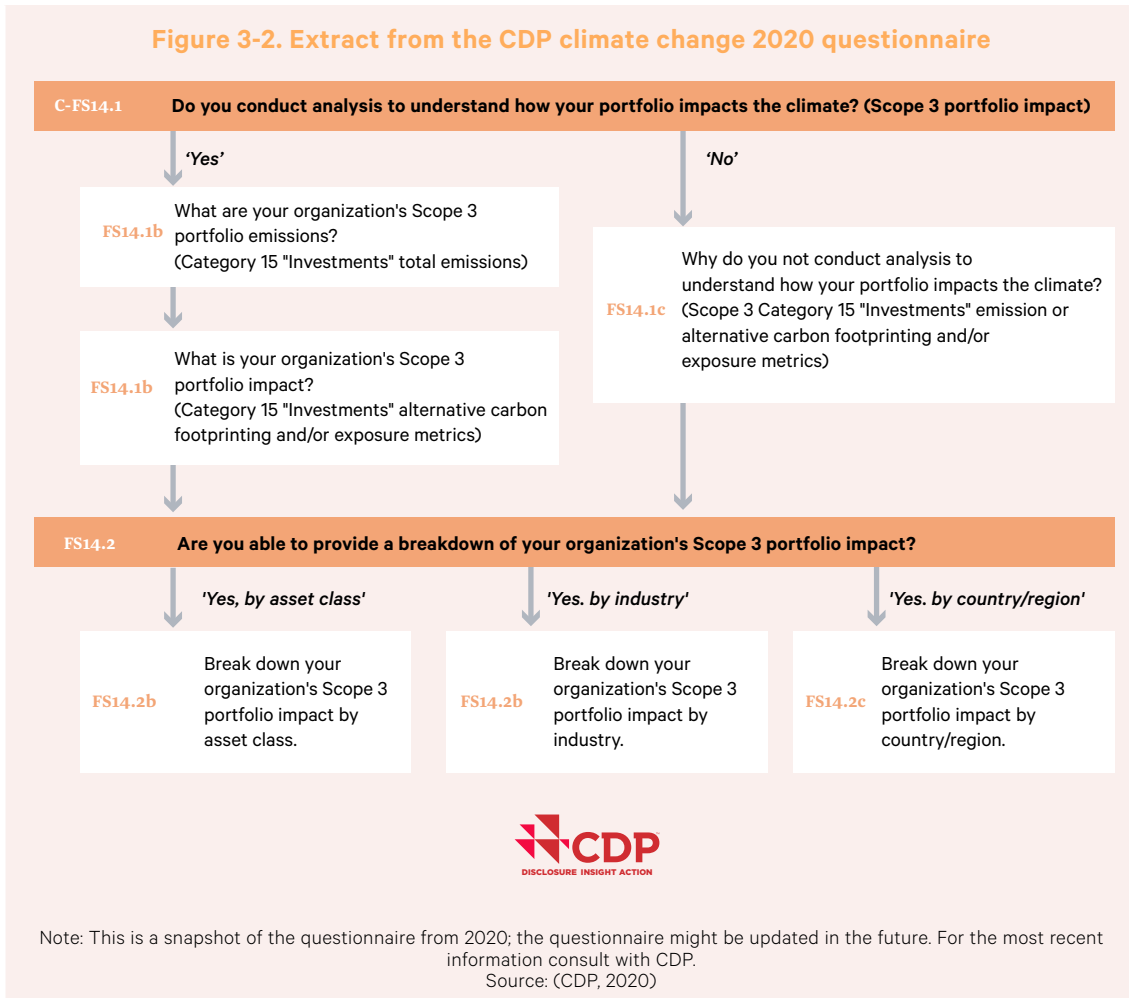 Figure 3-2. Extract from the CDP climate change 2020 questionnaire
C-FS14.1 Do you conduct analysis to understand how your portfolio impacts the climate? (Scope 3 portfolio impact)
‘Yes’
‘No’
FS14.1b
What are your organization's Scope 3
portfolio emissions?
(Category 15 "Investments" total emissions)
FS14.1c
Why do you not conduct analysis to
understand how your portfolio impacts the climate?
(Scope 3 Category 15 "Investments" emission or
alternative carbon footprinting and/or
exposure metrics)
FS14.1b
What is your organization's Scope 3
portfolio impact?
(Category 15 "Investments" alternative carbon
footprinting and/or exposure metrics)
FS14.2 Are you able to provide a breakdown of your organization's Scope 3 portfolio impact?
'Yes, by asset class'
'Yes. by industry'
'Yes. by country/region'
FS14.2b
Break down your
organization's Scope 3
portfolio impact by
asset class.
FS14.2b
Break down your
organization's Scope 3
portfolio impact by
industry.
FS14.2c
Break down your
organization's Scope 3
portfolio impact by
country/region.
CDP
DISCLOSURE INSIGHT ACTION
Note: This is a snapshot of the questionnaire from 2020; the questionnaire might be updated in the future. For the most recent
information consult with CDP.
Source: (CDP, 2020)